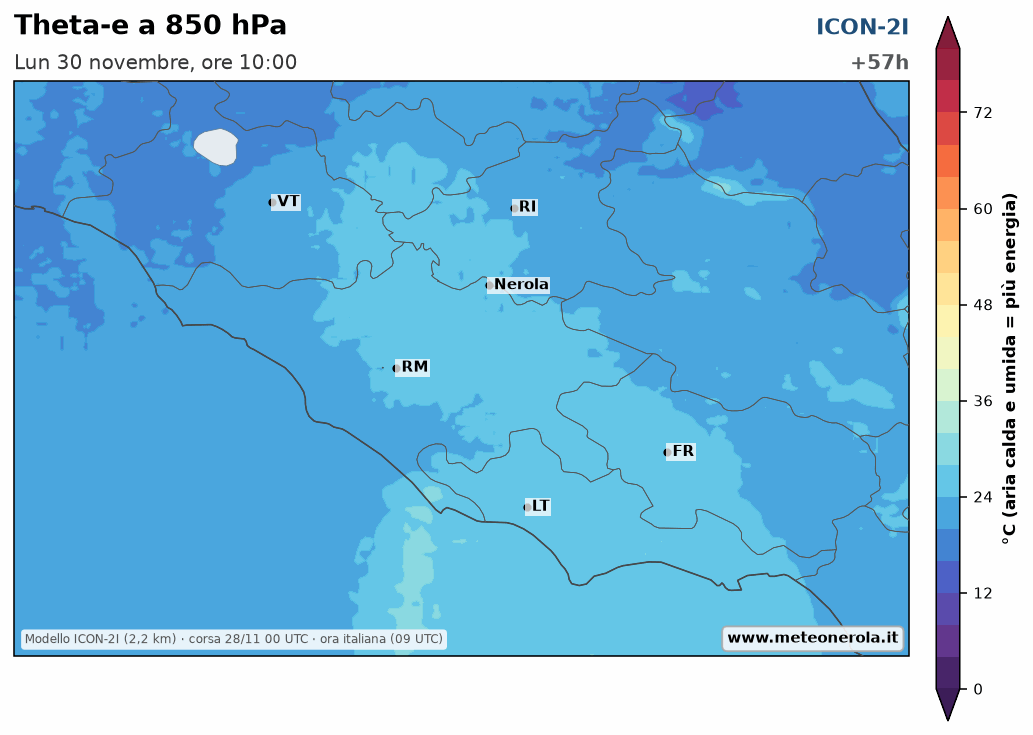 Theta-e a 850 hPa
ICON-2I
Lun 30 novembre, ore 10:00
+57h
VT
RI
Nerola
RM
FR
LT
Modello ICON-2I (2,2 km) · corsa 28/11 00 UTC · ora italiana (09 UTC)
www.meteonerola.it
72
60
48
36
24
12
0
°C (aria calda e umida = più energia)